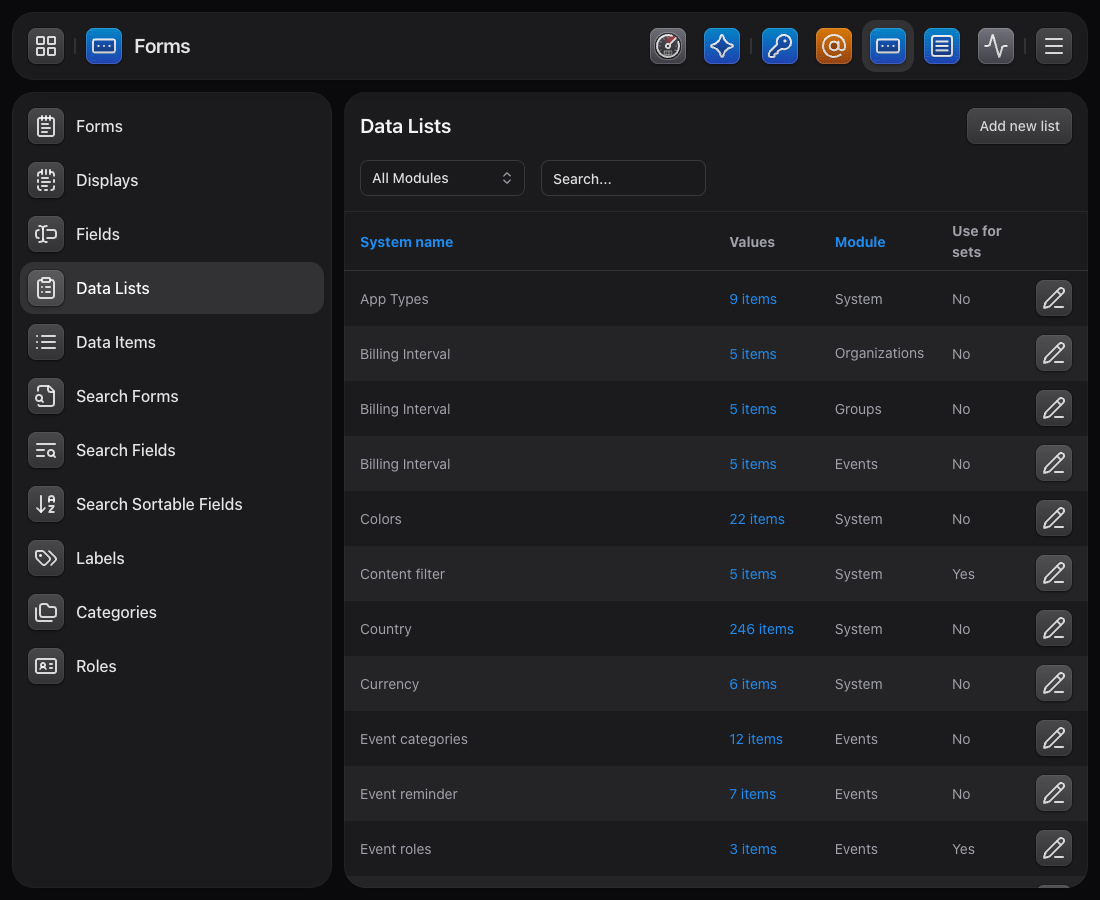 Forms
Forms
Displays
Fields
Data Lists
Data Items
Search Forms
Search Fields
Search Sortable Fields
Labels
Categories
Roles
Data Lists
Add new list
All Modules
Search...
System name Values Module Use for sets
App Types 9 items System No
Billing Interval 5 items Organizations No
Billing Interval 5 items Groups No
Billing Interval 5 items Events No
Colors 22 items System No
Content filter 5 items System Yes
Country 246 items System No
Currency 6 items System No
Event categories 12 items Events No
Event reminder 7 items Events No
Event roles 3 items Events Yes